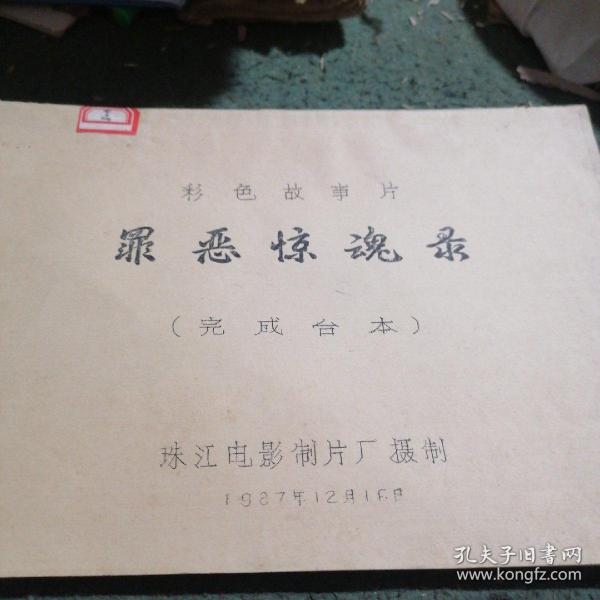 彩色故事片
罪恶惊魂录
(完成台本)
珠江电影制片厂摄制
1987年12月16日
孔夫子旧书网
www.kongfz.com